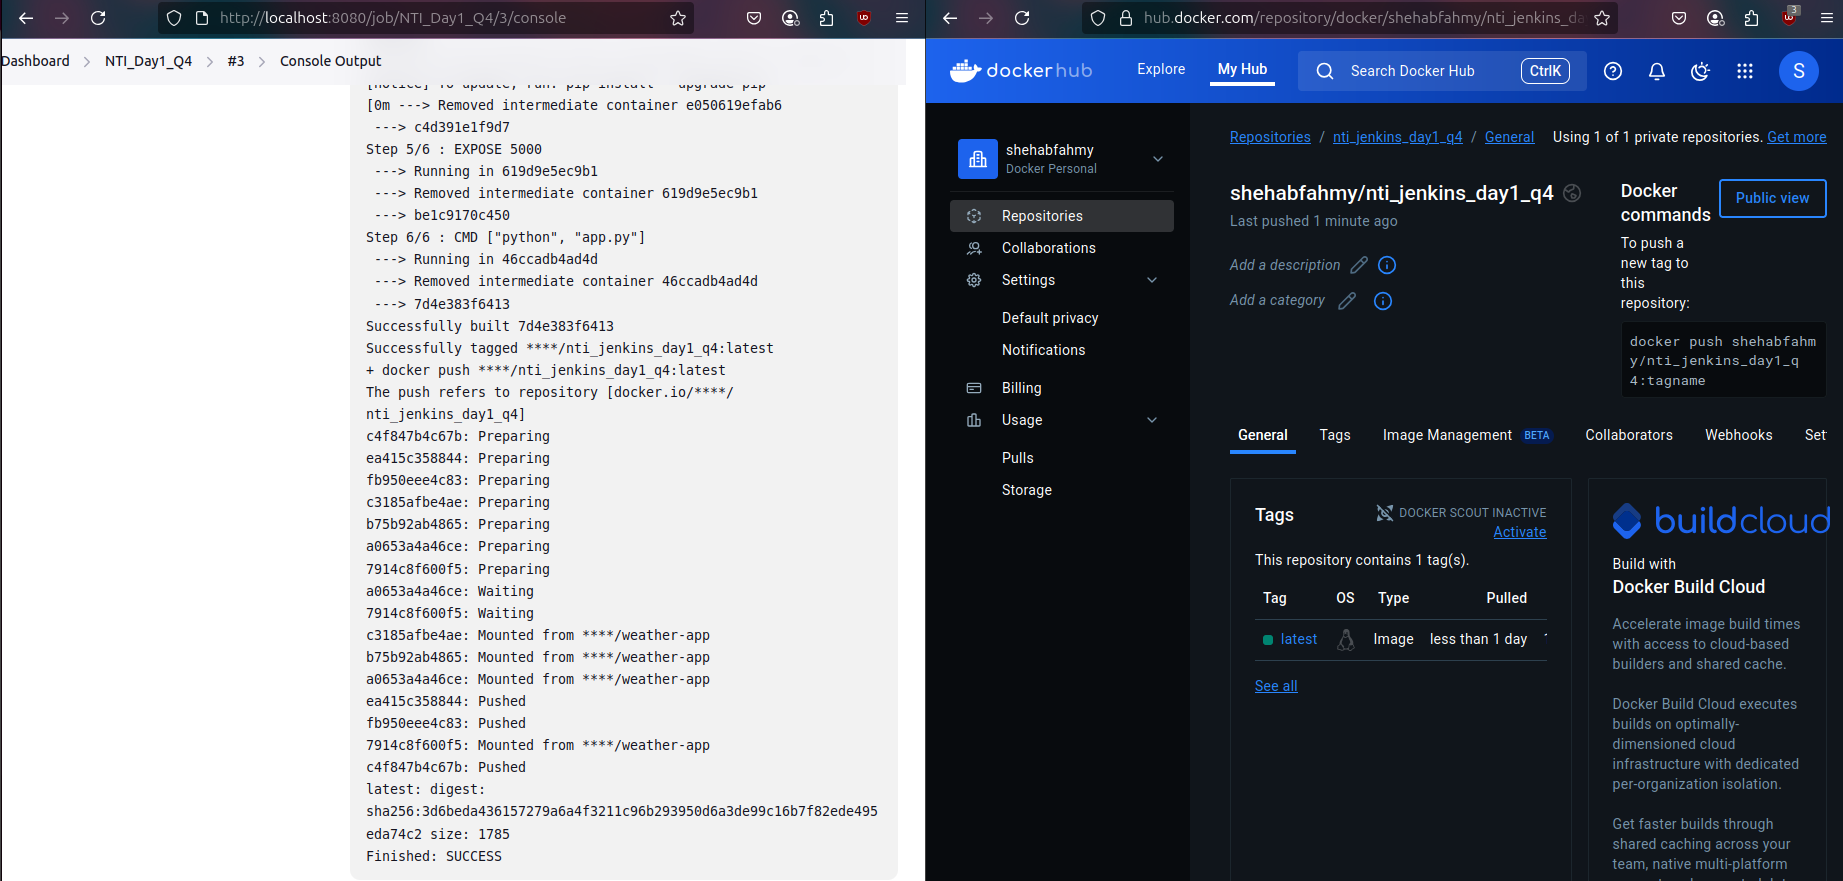 http://localhost:8080/job/NTI_Day1_Q4/3/console
Dashboard > NTI_Day1_Q4 > #3 > Console Output
[notice] To update, run: pip install --upgrade pip
[0m ---> Removed intermediate container e050619efab6
---> c4d391e1f9d7
Step 5/6 : EXPOSE 5000
---> Running in 619d9e5ec9b1
---> Removed intermediate container 619d9e5ec9b1
---> be1c9170c450
Step 6/6 : CMD ["python", "app.py"]
---> Running in 46ccadb4ad4d
---> Removed intermediate container 46ccadb4ad4d
---> 7d4e383f6413
Successfully built 7d4e383f6413
Successfully tagged ****/nti_jenkins_day1_q4:latest
+ docker push ****/nti_jenkins_day1_q4:latest
The push refers to repository [docker.io/****/
nti_jenkins_day1_q4]
c4f847b4c67b: Preparing
ea415c358844: Preparing
fb950eee4c83: Preparing
c3185afbe4ae: Preparing
b75b92ab4865: Preparing
a0653a4a46ce: Preparing
7914c8f600f5: Preparing
a0653a4a46ce: Waiting
7914c8f600f5: Waiting
c3185afbe4ae: Mounted from ****/weather-app
b75b92ab4865: Mounted from ****/weather-app
a0653a4a46ce: Mounted from ****/weather-app
ea415c358844: Pushed
fb950eee4c83: Pushed
7914c8f600f5: Mounted from ****/weather-app
c4f847b4c67b: Pushed
latest: digest:
sha256:3d6beda436157279a6a4f3211c96b293950d6a3de99c16b7f82ede495
eda74c2 size: 1785
Finished: SUCCESS
hub.docker.com/repository/docker/shehabfahmy/nti_jenkins_da
3
dockerhub
Explore
My Hub
Search Docker Hub
CtrlK
S
shehabfahmy
Docker Personal
Repositories
Collaborations
Settings
Default privacy
Notifications
Billing
Usage
Pulls
Storage
Repositories / nti_jenkins_day1_q4 / General
Using 1 of 1 private repositories. Get more
shehabfahmy/nti_jenkins_day1_q4
Last pushed 1 minute ago
Add a description
Add a category
Docker
commands
Public view
To push a
new tag to
this
repository:
docker push shehabfahm
y/nti_jenkins_day1_q
4:tagname
General
Tags
Image Management BETA
Collaborators
Webhooks
Set
Tags
DOCKER SCOUT INACTIVE
Activate
This repository contains 1 tag(s).
Tag OS Type Pulled
latest Image less than 1 day
See all
buildcloud
Build with
Docker Build Cloud
Accelerate image build times
with access to cloud-based
builders and shared cache.
Docker Build Cloud executes
builds on optimally-
dimensioned cloud
infrastructure with dedicated
per-organization isolation.
Get faster builds through
shared caching across your
team, native multi-platform